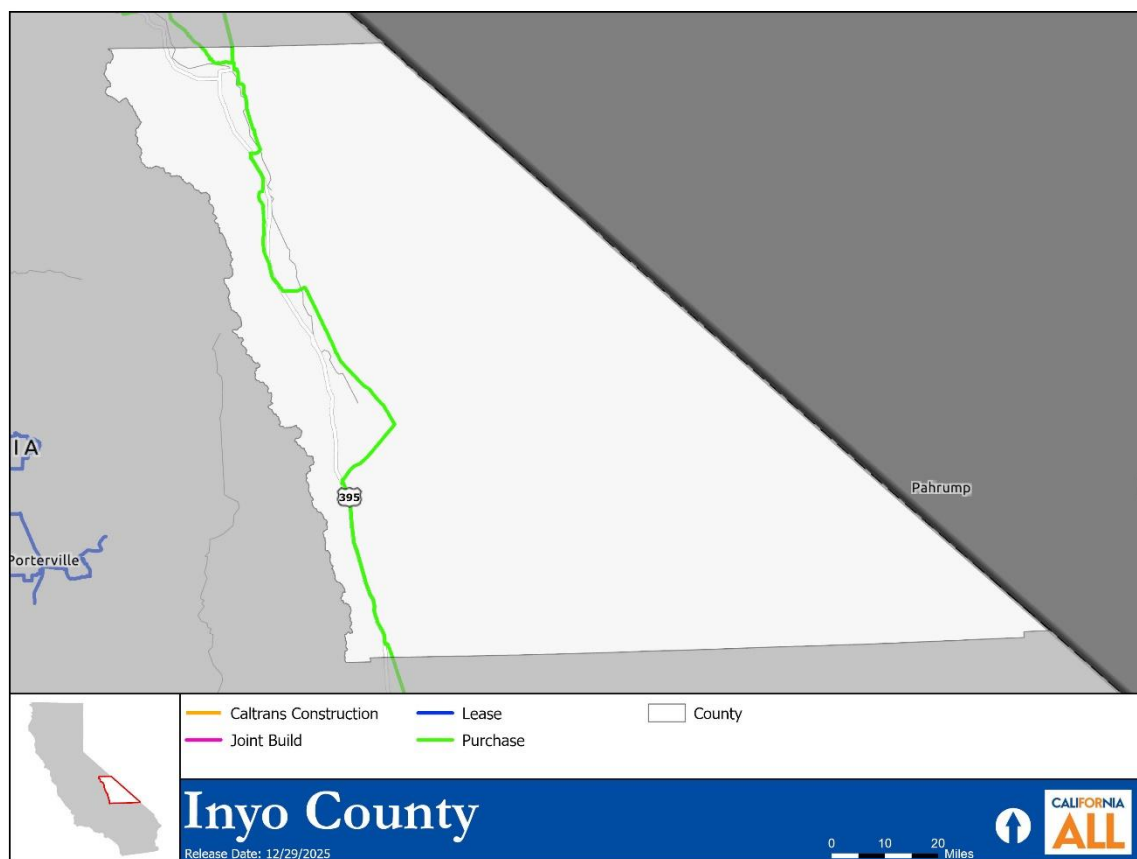 IA
Porterville
395
Pahrump
Caltrans Construction
Joint Build
Lease
Purchase
County
Inyo County
Release Date: 12/29/2025
0 10 20
Miles
CALIFORNIA
ALL